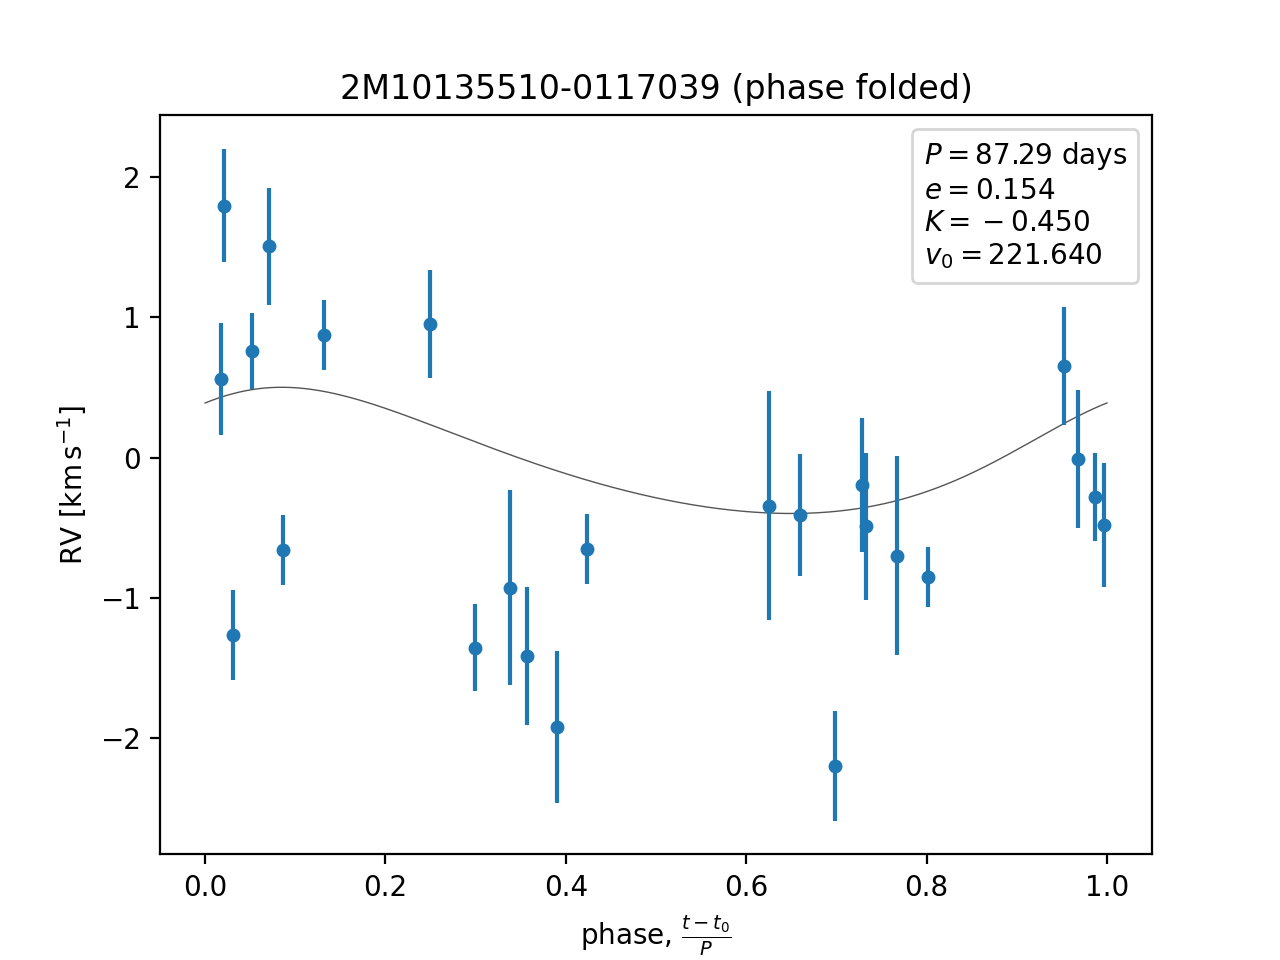 2M10135510-0117039 (phase folded)
P = 87.29 days
e = 0.154
K = −0.450
v₀ = 221.640
RV [km s⁻¹]
2
1
0
−1
−2
0.0 0.2 0.4 0.6 0.8 1.0
phase, (t − t₀)/P